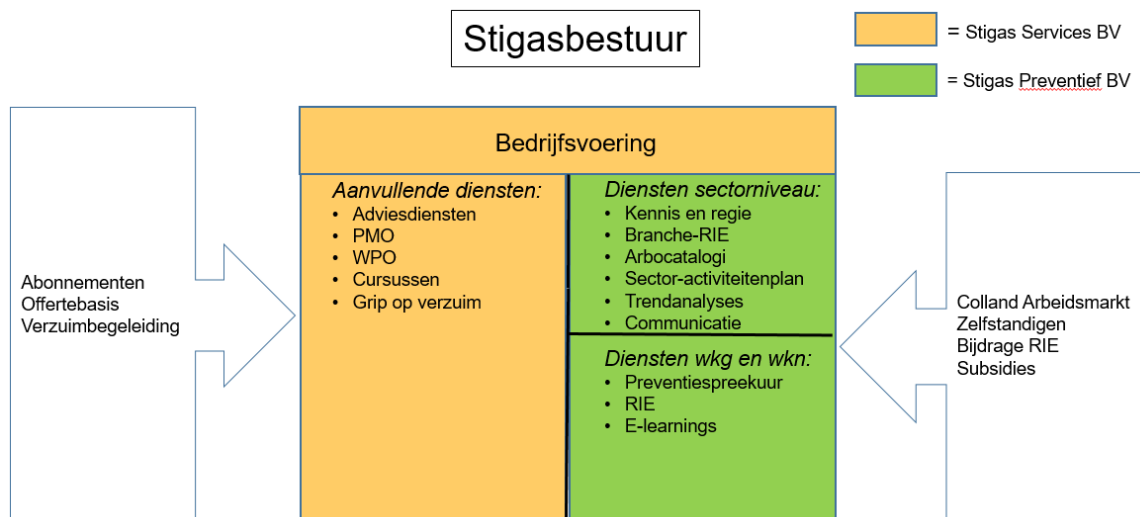 Stigasbestuur
= Stigas Services BV
= Stigas Preventief BV
Bedrijfsvoering
Abonnementen
Offertebasis
Verzuimbegeleiding
Aanvullende diensten:
• Adviesdiensten
• PMO
• WPO
• Cursussen
• Grip op verzuim
Diensten sectorniveau:
• Kennis en regie
• Branche-RIE
• Arbocatalogi
• Sector-activiteitenplan
• Trendanalyses
• Communicatie
Diensten wkg en wkn:
• Preventiespreekuur
• RIE
• E-learnings
Colland Arbeidsmarkt
Zelfstandigen
Bijdrage RIE
Subsidies